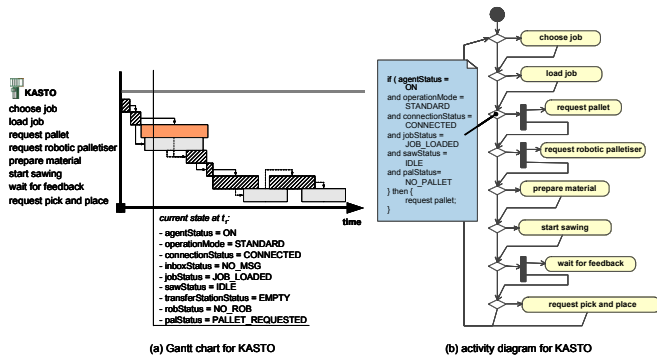 KASTO
choose job
load job
request pallet
request robotic palletiser
prepare material
start sawing
wait for feedback
request pick and place
time
current state at tr:
- agentStatus = ON
- operationMode = STANDARD
- connectionStatus = CONNECTED
- inboxStatus = NO_MSG
- jobStatus = JOB_LOADED
- sawStatus = IDLE
- transferStationStatus = EMPTY
- robStatus = NO_ROB
- palStatus = PALLET_REQUESTED
(a) Gantt chart for KASTO
if ( agentStatus =
ON
and operationMode =
STANDARD
and connectionStatus =
CONNECTED
and jobStatus =
JOB_LOADED
and sawStatus =
IDLE
and palStatus=
NO_PALLET
} then {
request pallet;
}
choose job
load job
request pallet
request robotic palletiser
prepare material
start sawing
wait for feedback
request pick and place
(b) activity diagram for KASTO